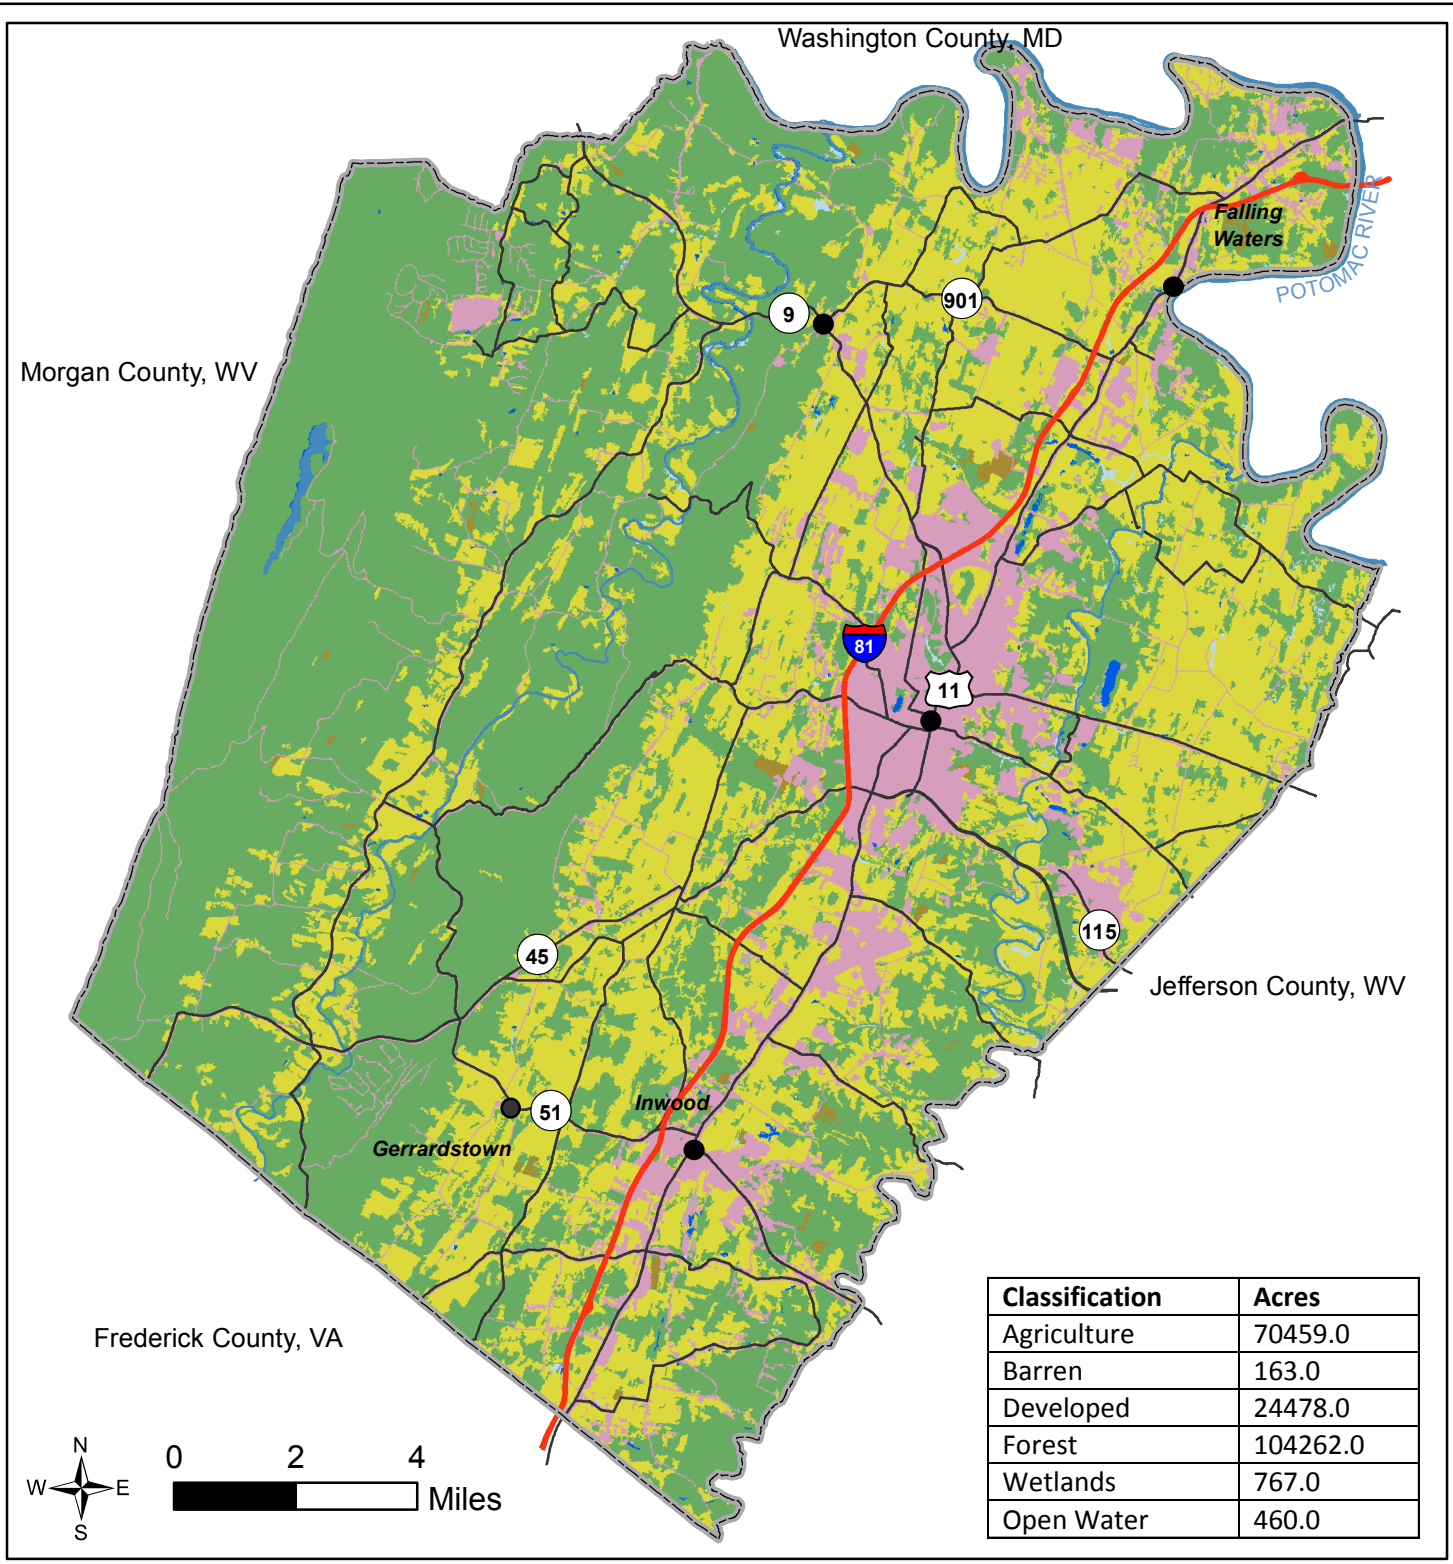 Washington County, MD
Falling
Waters
POTOMAC RIVER
9
901
Morgan County, WV
81
11
115
45
Jefferson County, WV
51
Inwood
Gerrardstown
Frederick County, VA
Classification Acres
Agriculture 70459.0
Barren 163.0
Developed 24478.0
Forest 104262.0
Wetlands 767.0
Open Water 460.0
N
W E
S
0 2 4
Miles